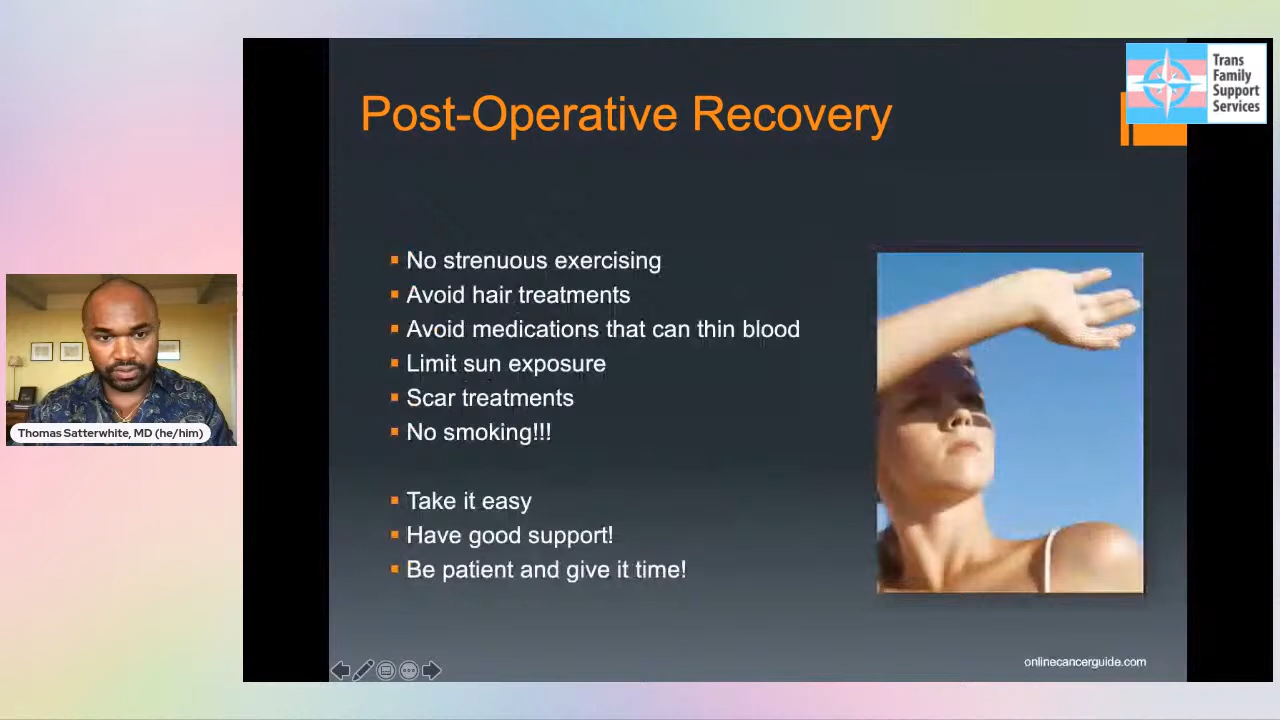 Trans
Family
Support
Services
Post-Operative Recovery
No strenuous exercising
Avoid hair treatments
Avoid medications that can thin blood
Limit sun exposure
Scar treatments
No smoking!!!
Take it easy
Have good support!
Be patient and give it time!
Thomas Satterwhite, MD (he/him)
onlinecancerguide.com